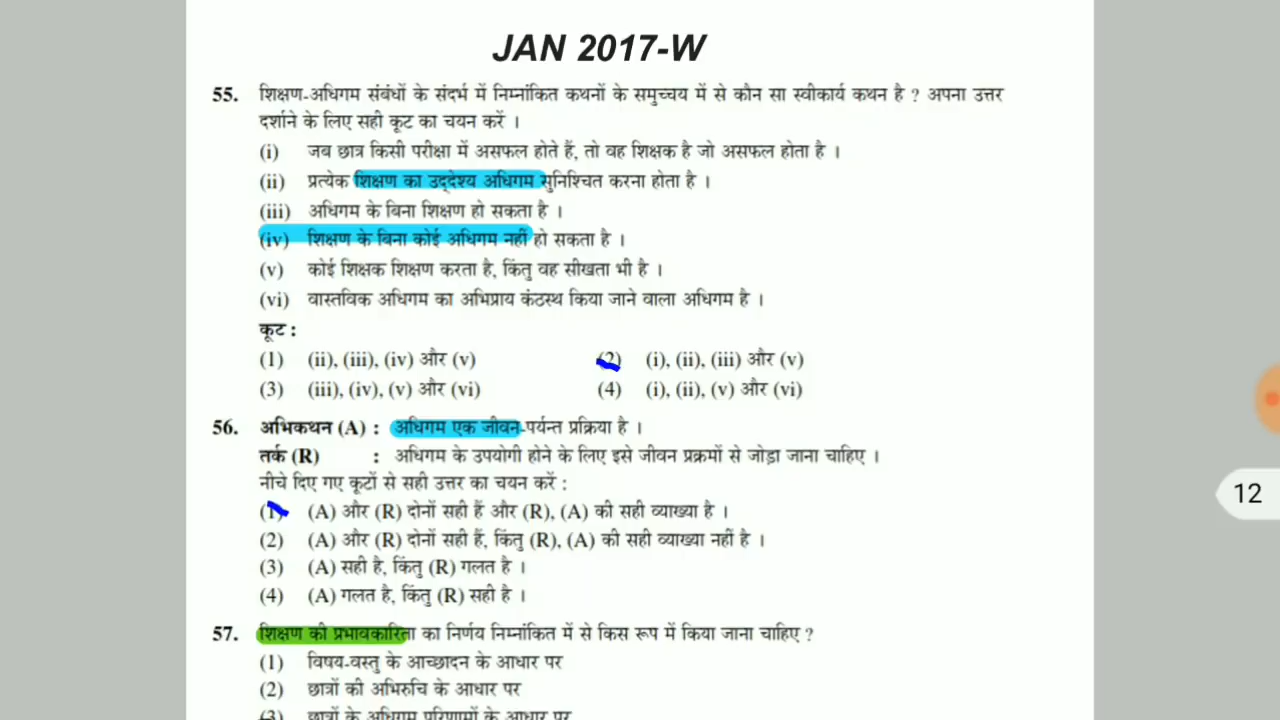 JAN 2017-W
55. शिक्षण-अधिगम संबंधों के संदर्भ में निम्नांकित कथनों के समुच्चय में से कौन सा स्वीकार्य कथन है ? अपना उत्तर
दर्शाने के लिए सही कूट का चयन करें ।
(i) जब छात्र किसी परीक्षा में असफल होते हैं, तो वह शिक्षक है जो असफल होता है ।
(ii) प्रत्येक शिक्षण का उद्देश्य अधिगम सुनिश्चित करना होता है ।
(iii) अधिगम के बिना शिक्षण हो सकता है ।
(iv) शिक्षण के बिना कोई अधिगम नहीं हो सकता है ।
(v) कोई शिक्षक शिक्षण करता है, किंतु वह सीखता भी है ।
(vi) वास्तविक अधिगम का अभिप्राय कंठस्थ किया जाने वाला अधिगम है ।
कूट :
(1) (ii), (iii), (iv) और (v) (2) (i), (ii), (iii) और (v)
(3) (iii), (iv), (v) और (vi) (4) (i), (ii), (v) और (vi)
56. अभिकथन (A) : अधिगम एक जीवन-पर्यन्त प्रक्रिया है ।
तर्क (R) : अधिगम के उपयोगी होने के लिए इसे जीवन प्रक्रमों से जोड़ा जाना चाहिए ।
नीचे दिए गए कूटों से सही उत्तर का चयन करें :
(1) (A) और (R) दोनों सही हैं और (R), (A) की सही व्याख्या है ।
(2) (A) और (R) दोनों सही हैं, किंतु (R), (A) की सही व्याख्या नहीं है ।
(3) (A) सही है, किंतु (R) गलत है ।
(4) (A) गलत है, किंतु (R) सही है ।
12
57. शिक्षण की प्रभावकारिता का निर्णय निम्नांकित में से किस रूप में किया जाना चाहिए ?
(1) विषय-वस्तु के आच्छादन के आधार पर
(2) छात्रों की अभिरुचि के आधार पर
(3) छात्रों के अधिगम परिणामों के आधार पर